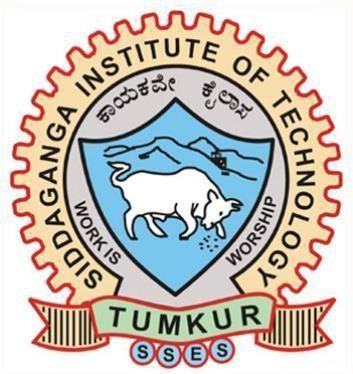 SIDDAGANGA INSTITUTE OF TECHNOLOGY
ಕಾಯಕವೇ ಕೈಲಾಸ
WORK IS WORSHIP
TUMKUR
SSES